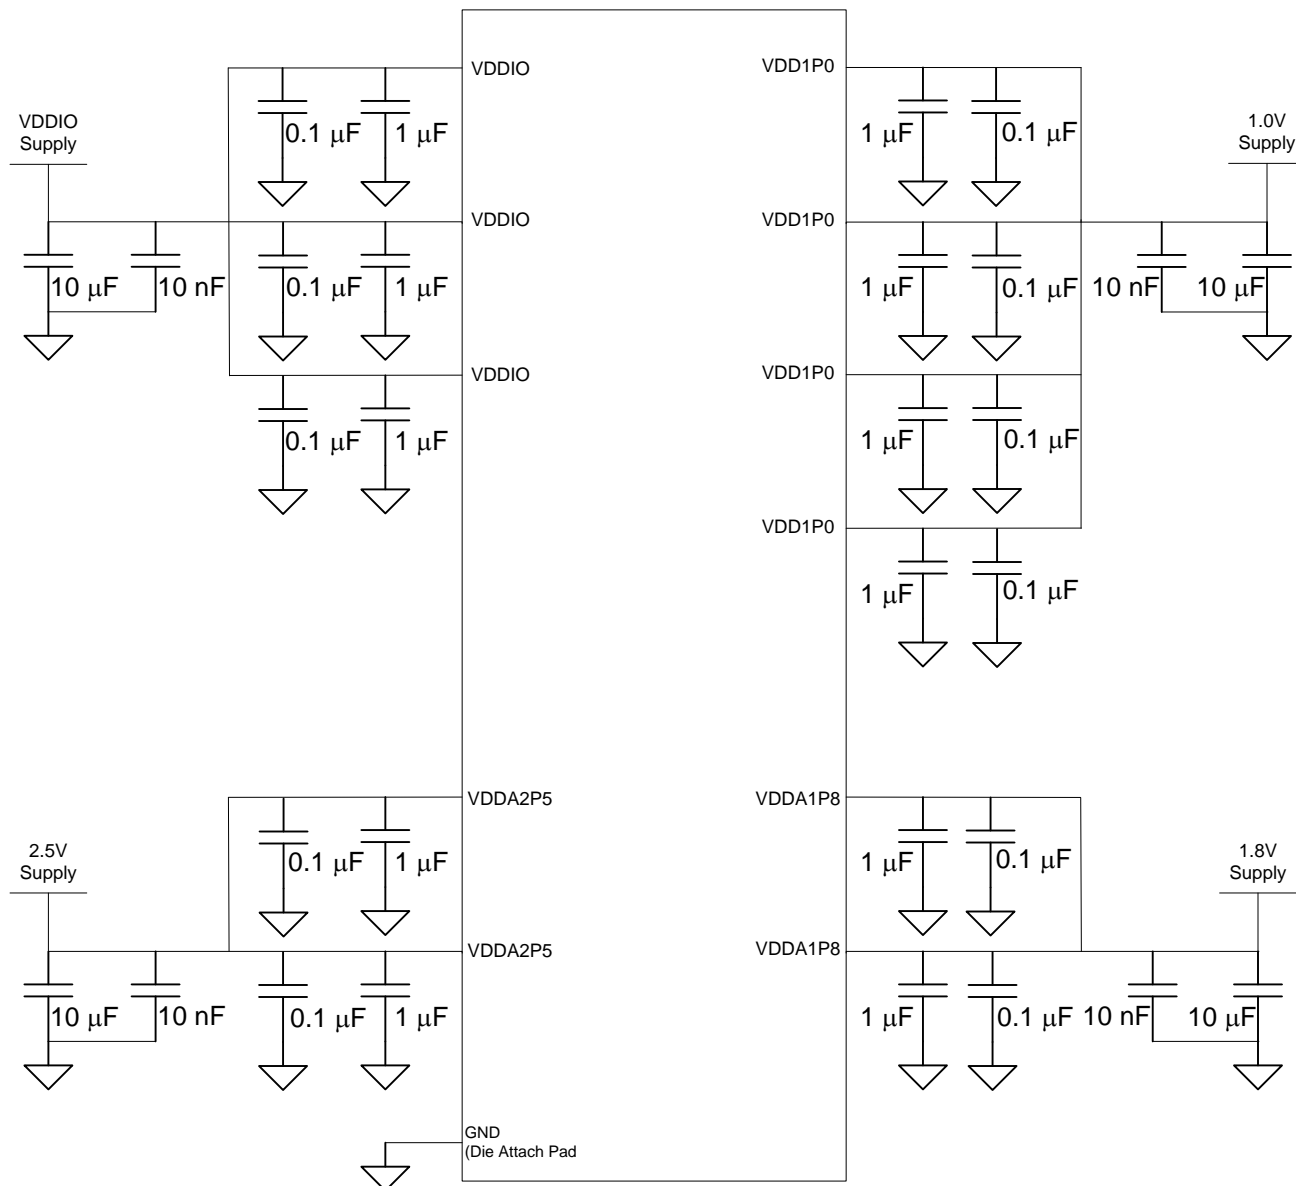 VDDIO
VDD1P0
0.1 μF
1 μF
1 μF
0.1 μF
VDDIO
Supply
1.0V
Supply
VDDIO
VDD1P0
10 μF
10 nF
0.1 μF
1 μF
1 μF
0.1 μF
10 nF
10 μF
VDDIO
VDD1P0
0.1 μF
1 μF
1 μF
0.1 μF
VDD1P0
1 μF
0.1 μF
VDDA2P5
VDDA1P8
0.1 μF
1 μF
1 μF
0.1 μF
2.5V
Supply
1.8V
Supply
VDDA2P5
VDDA1P8
10 μF
10 nF
0.1 μF
1 μF
1 μF
0.1 μF
10 nF
10 μF
GND
(Die Attach Pad